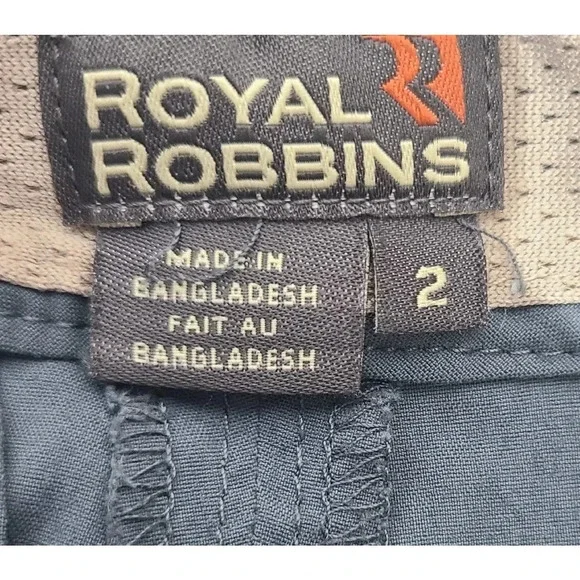 ROYAL
ROBBINS
MADE IN
BANGLADESH
FAIT AU
BANGLADESH
2